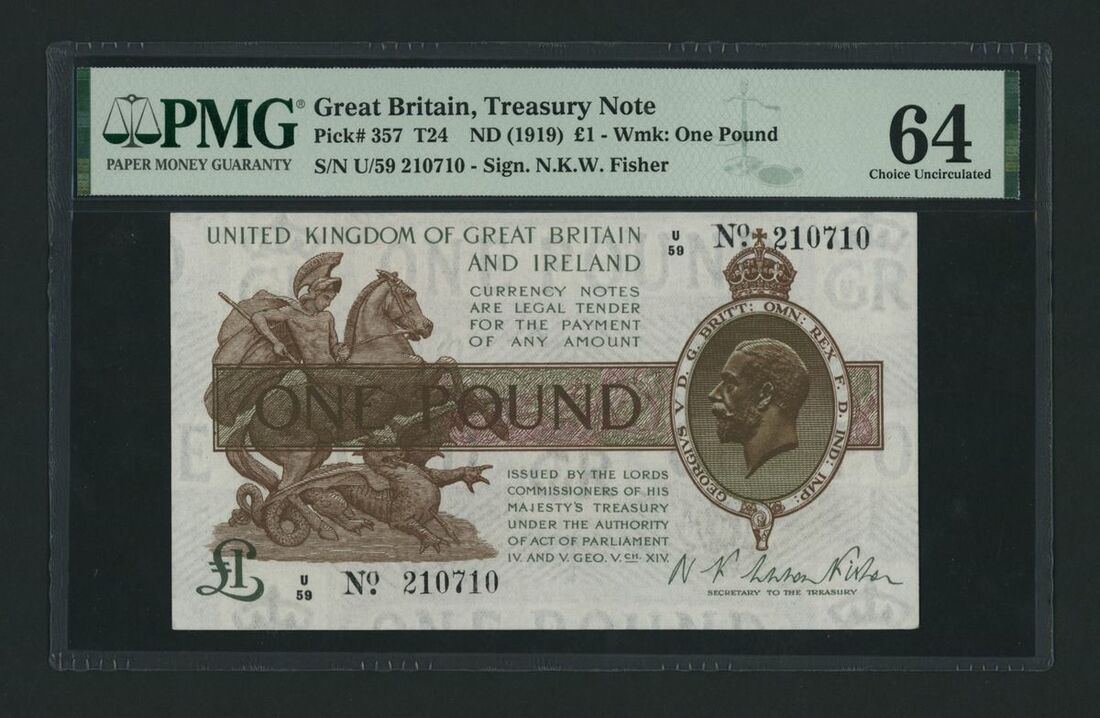 PMG®
PAPER MONEY GUARANTY
Great Britain, Treasury Note
Pick# 357 T24 ND (1919) £1 - Wmk: One Pound
S/N U/59 210710 - Sign. N.K.W. Fisher
64
Choice Uncirculated
UNITED KINGDOM OF GREAT BRITAIN
AND IRELAND
U
59
Nº. 210710
CURRENCY NOTES
ARE LEGAL TENDER
FOR THE PAYMENT
OF ANY AMOUNT
ONE POUND
GEORGIVS V D. G. BRITT: OMN: REX F. D. IND: IMP:
ISSUED BY THE LORDS
COMMISSIONERS OF HIS
MAJESTY'S TREASURY
UNDER THE AUTHORITY
OF ACT OF PARLIAMENT
IV. AND V. GEO. V. CH. XIV.
£1
U
59
Nº. 210710
SECRETARY TO THE TREASURY